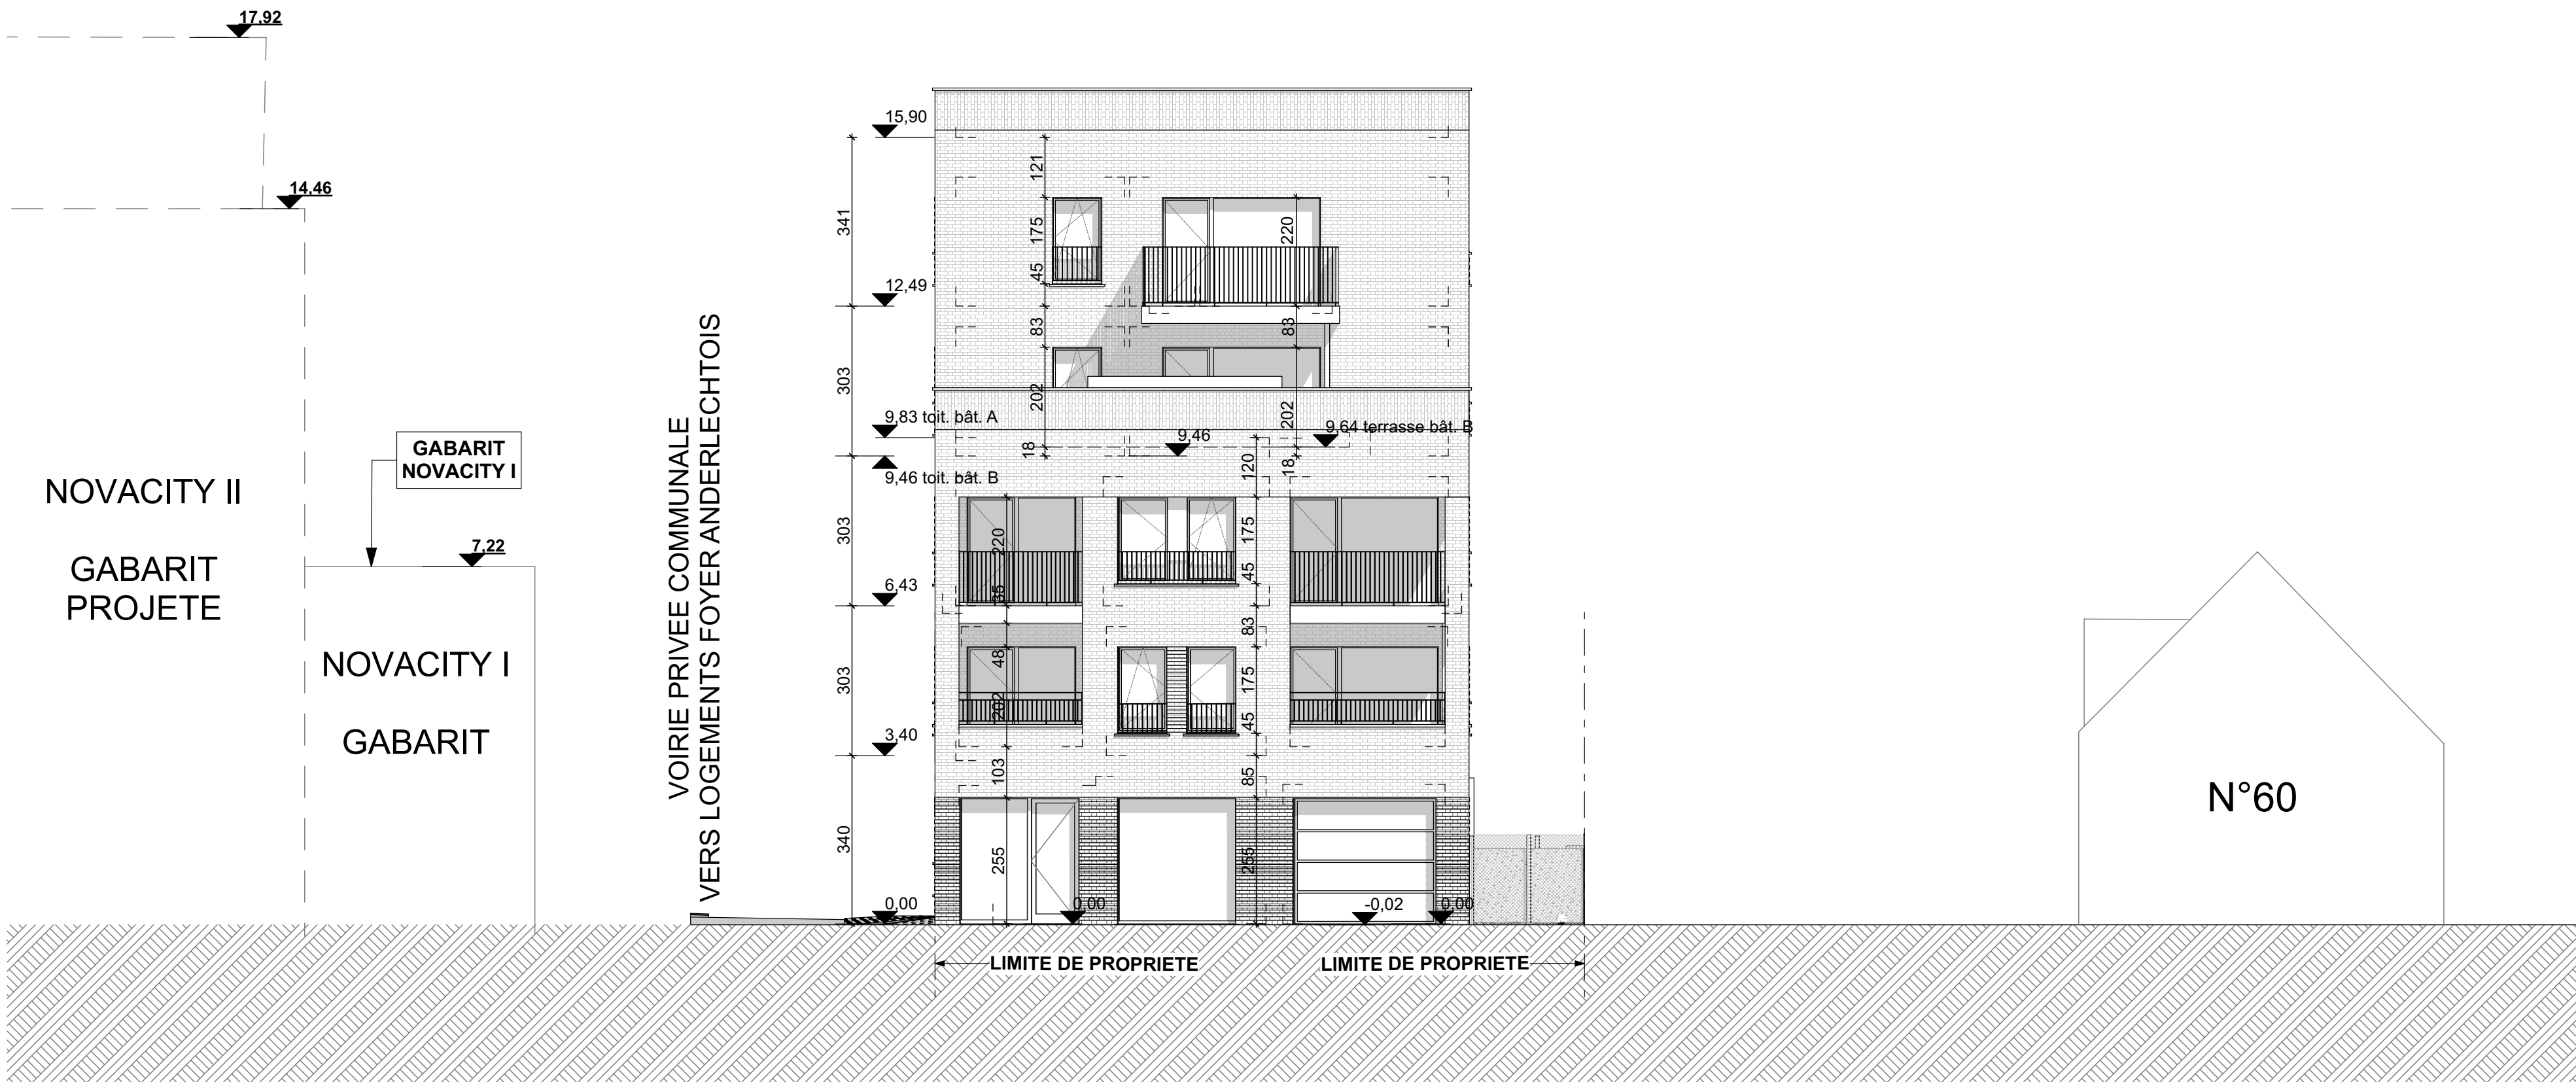 17,92
14,46
NOVACITY II
GABARIT
PROJETE
GABARIT
NOVACITY I
7,22
NOVACITY I
GABARIT
VOIRIE PRIVEE COMMUNALE
VERS LOGEMENTS FOYER ANDERLECHTOIS
341
303
303
303
340
15,90
12,49
9,83 toit. bât. A
9,46 toit. bât. B
6,43
3,40
0,00
121
175
45
83
202
18
220
83
202
18
9,46
9,64 terrasse bât. B
120
220
35
48
202
103
255
175
45
83
175
45
85
255
0,00
-0,02
0,00
LIMITE DE PROPRIETE
LIMITE DE PROPRIETE
N°60